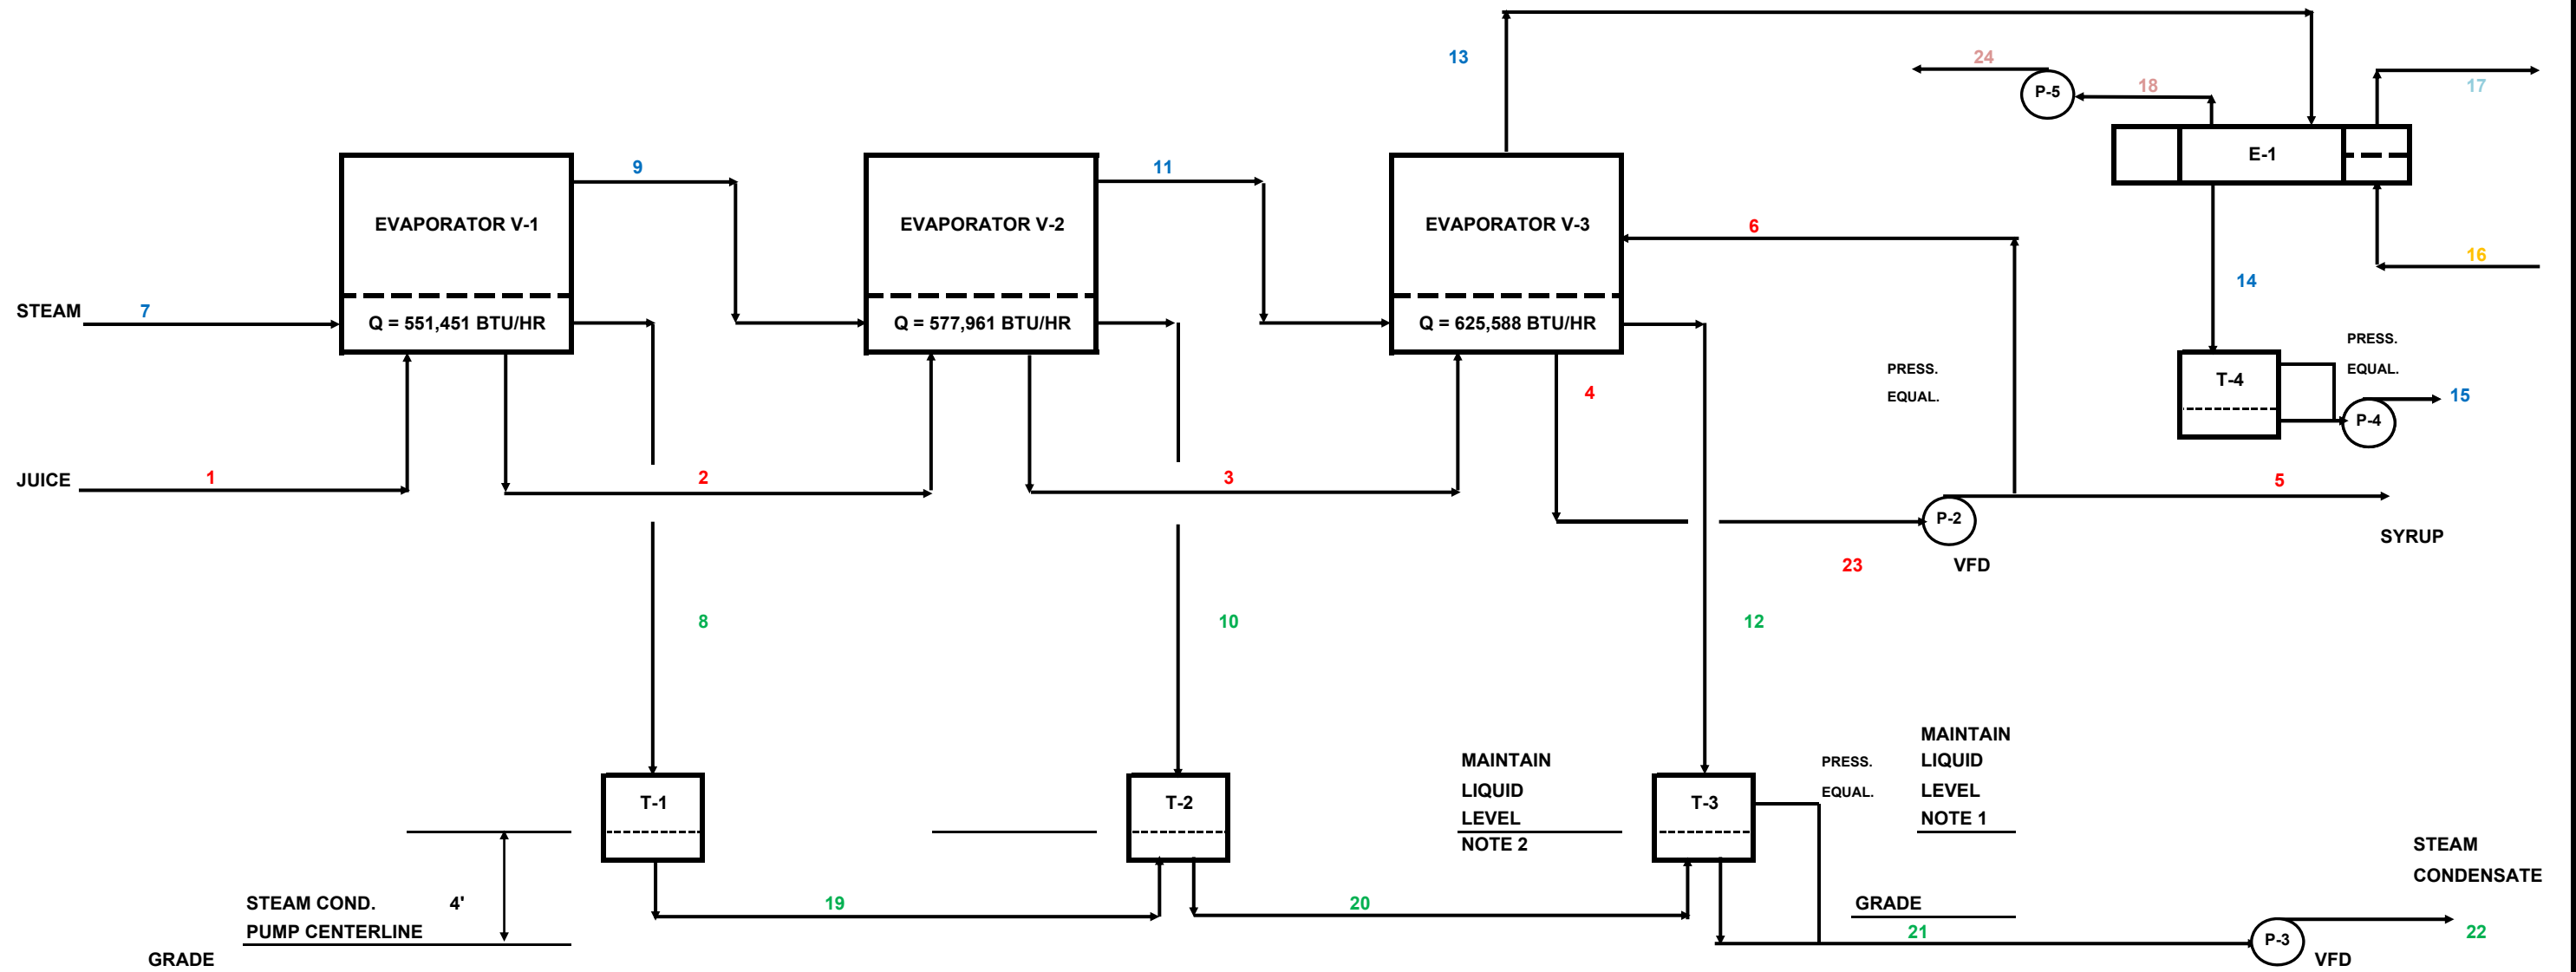 13
24
P-5
18
17
E-1
9
11
EVAPORATOR V-1
EVAPORATOR V-2
EVAPORATOR V-3
6
16
14
STEAM
7
Q = 551,451 BTU/HR
Q = 577,961 BTU/HR
Q = 625,588 BTU/HR
PRESS.
EQUAL.
T-4
PRESS.
EQUAL.
4
15
P-4
JUICE
1
2
3
5
P-2
SYRUP
23
VFD
8
10
12
MAINTAIN
LIQUID
LEVEL
NOTE 2
PRESS.
EQUAL.
MAINTAIN
LIQUID
LEVEL
NOTE 1
T-1
T-2
T-3
STEAM
CONDENSATE
STEAM COND.
4'
PUMP CENTERLINE
GRADE
19
20
GRADE
21
P-3
22
VFD